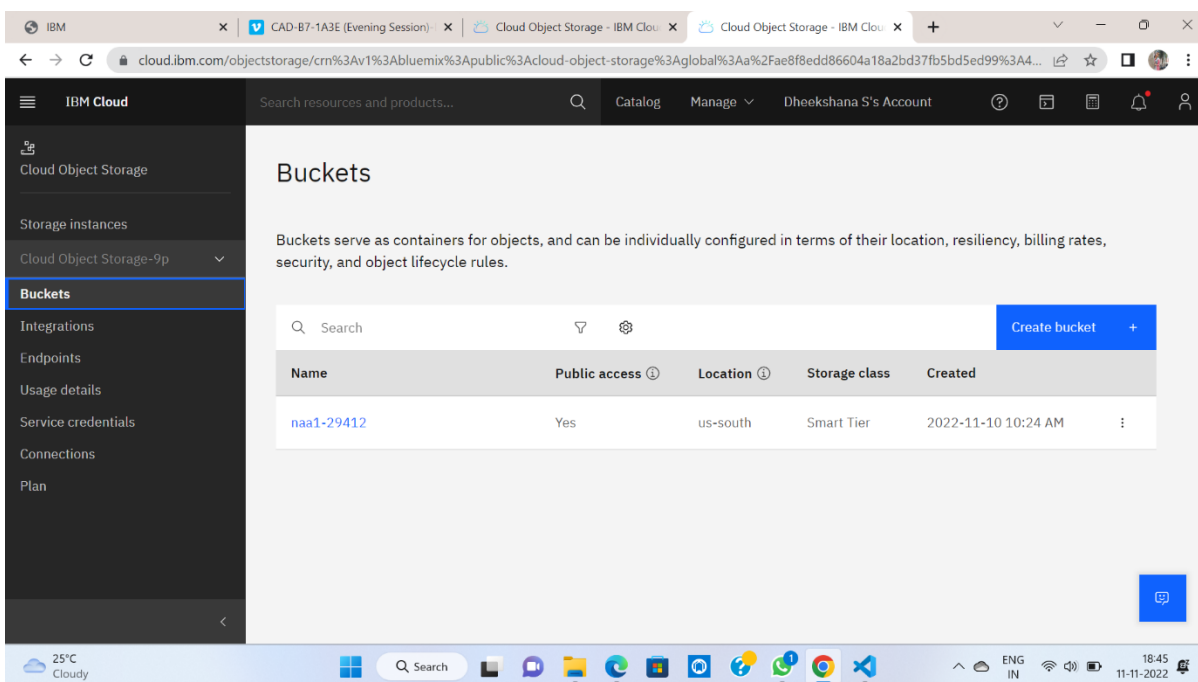 IBM
CAD-B7-1A3E (Evening Session)-
Cloud Object Storage - IBM Clou
Cloud Object Storage - IBM Clou
cloud.ibm.com/objectstorage/crn%3Av1%3Abluemix%3Apublic%3Acloud-object-storage%3Aglobal%3Aa%2Fae8f8edd86604a18a2bd37fb5bd5ed99%3A4...
IBM Cloud
Search resources and products...
Catalog
Manage
Dheekshana S's Account
Cloud Object Storage
Storage instances
Cloud Object Storage-9p
Buckets
Integrations
Endpoints
Usage details
Service credentials
Connections
Plan
Buckets
Buckets serve as containers for objects, and can be individually configured in terms of their location, resiliency, billing rates,
security, and object lifecycle rules.
Search
Create bucket +
Name Public access Location Storage class Created
naa1-29412 Yes us-south Smart Tier 2022-11-10 10:24 AM
25°C
Cloudy
Search
1
ENG
IN
18:45
11-11-2022